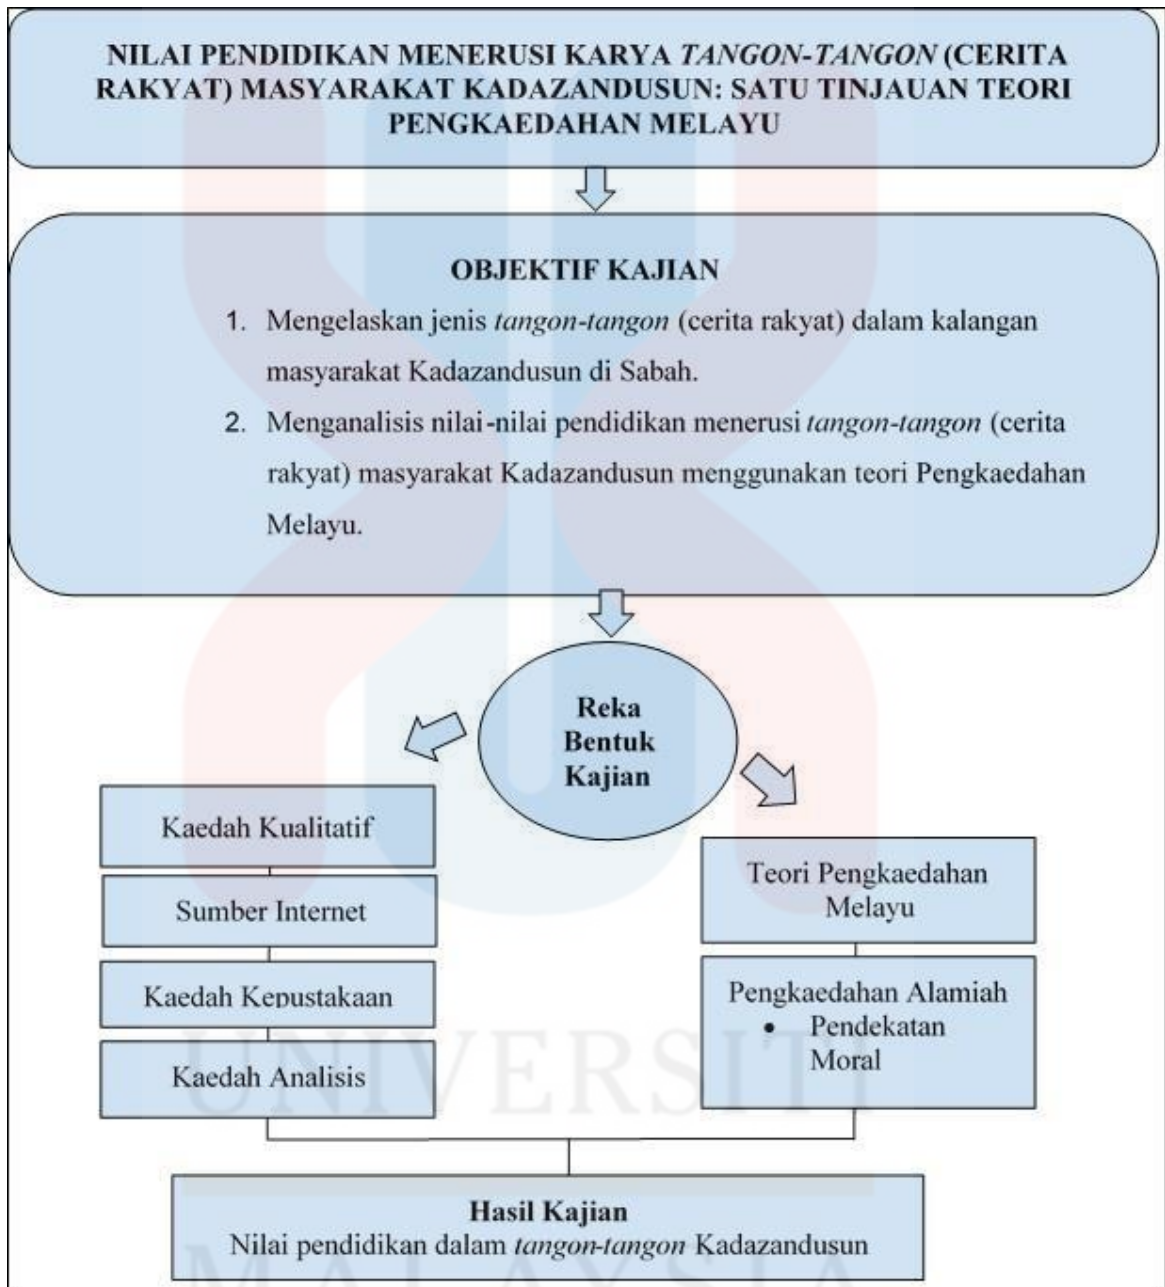 NILAI PENDIDIKAN MENERUSI KARYA TANGON-TANGON (CERITA
RAKYAT) MASYARAKAT KADAZANDUSUN: SATU TINJAUAN TEORI
PENGKAEDAHAN MELAYU
OBJEKTIF KAJIAN
1. Mengelaskan jenis tangon-tangon (cerita rakyat) dalam kalangan
masyarakat Kadazandusun di Sabah.
2. Menganalisis nilai-nilai pendidikan menerusi tangon-tangon (cerita
rakyat) masyarakat Kadazandusun menggunakan teori Pengkaedahan
Melayu.
Reka
Bentuk
Kajian
Kaedah Kualitatif
Sumber Internet
Kaedah Kepustakaan
Kaedah Analisis
Teori Pengkaedahan
Melayu
Pengkaedahan Alamiah
• Pendekatan
Moral
Hasil Kajian
Nilai pendidikan dalam tangon-tangon Kadazandusun
UNIVERSITI
MALAYSIA